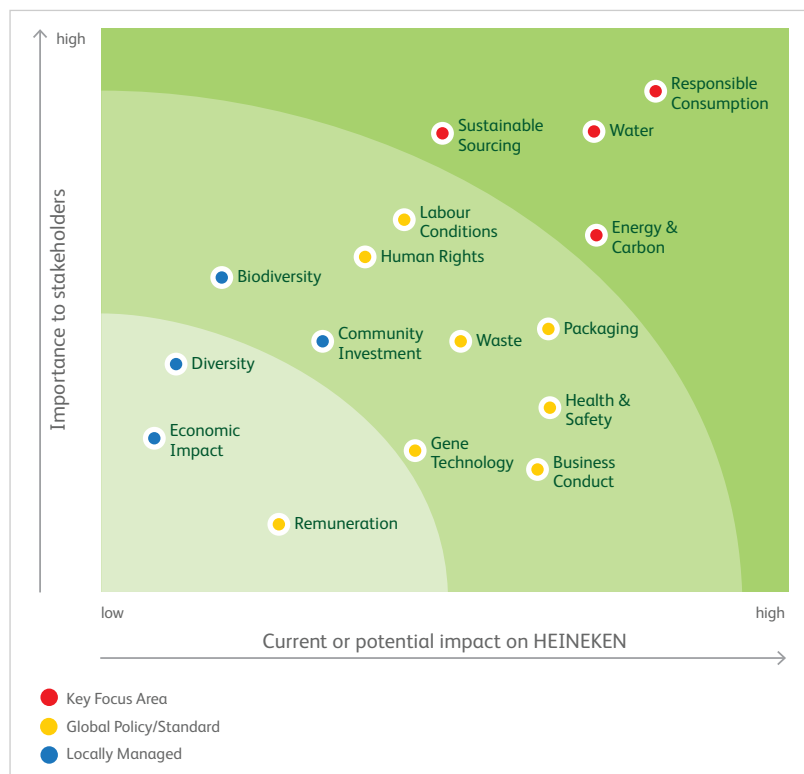 high
Responsible
Consumption
Sustainable
Sourcing
Water
Labour
Conditions
Energy &
Carbon
Human Rights
Biodiversity
Community
Investment
Waste
Packaging
Diversity
Health &
Safety
Economic
Impact
Gene
Technology
Business
Conduct
Remuneration
Importance to stakeholders
low
high
Current or potential impact on HEINEKEN
Key Focus Area
Global Policy/Standard
Locally Managed